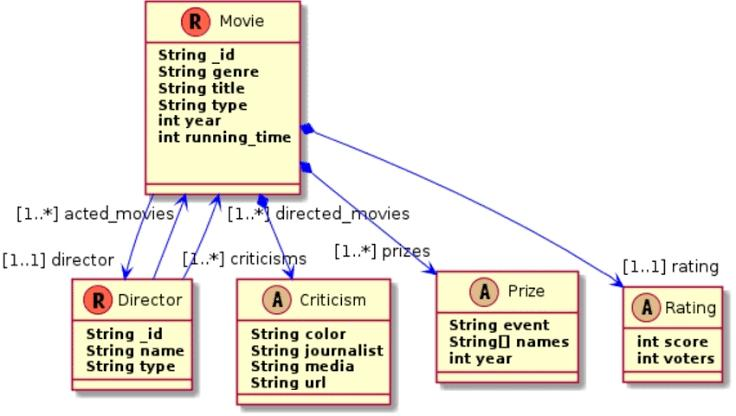 R Movie
String _id
String genre
String title
String type
int year
int running_time
[1..*] acted_movies
[1..*] directed_movies
[1..1] director
[1..*] criticisms
[1..*] prizes
[1..1] rating
R Director
String _id
String name
String type
A Criticism
String color
String journalist
String media
String url
A Prize
String event
String[] names
int year
A Rating
int score
int voters